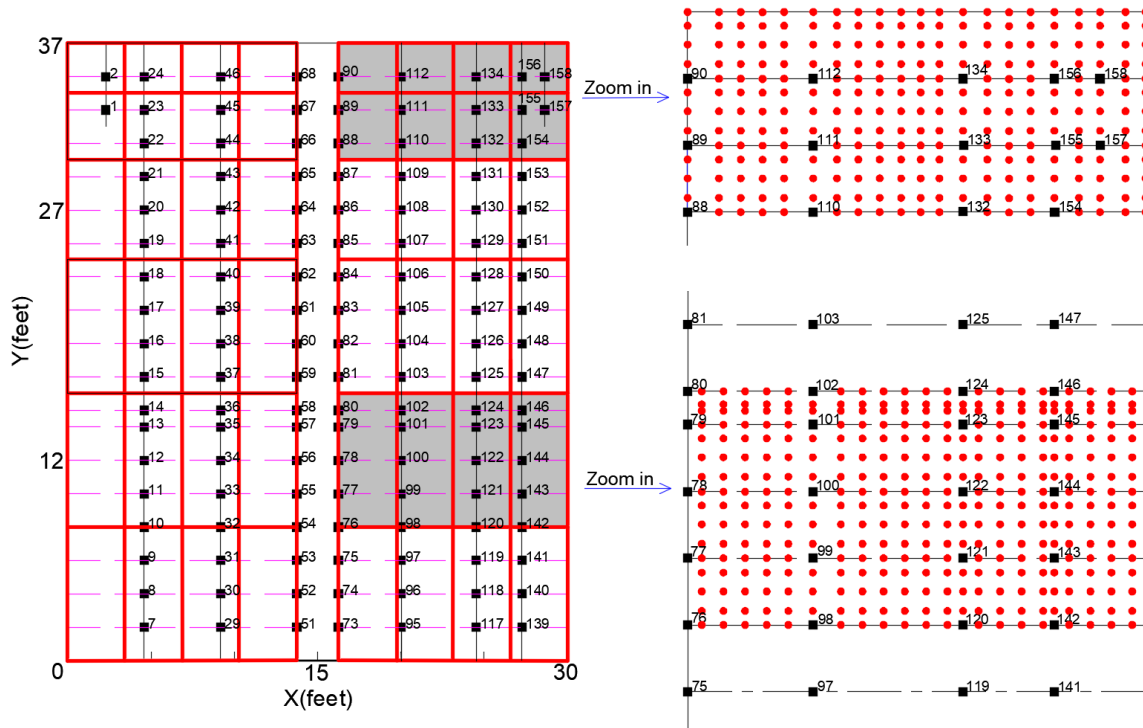 37
2 24 46 68 90 112 134 156 158
1 23 45 67 89 111 133 155 157
22 44 66 88 110 132 154
21 43 65 87 109 131 153
27 20 42 64 86 108 130 152
19 41 63 85 107 129 151
18 40 62 84 106 128 150
17 39 61 83 105 127 149
16 38 60 82 104 126 148
15 37 59 81 103 125 147
14 36 58 80 102 124 146
13 35 57 79 101 123 145
12 12 34 56 78 100 122 144
11 33 55 77 99 121 143
10 32 54 76 98 120 142
9 31 53 75 97 119 141
8 30 52 74 96 118 140
7 29 51 73 95 117 139
0 15 30
X(feet)
Y(feet)
Zoom in
90 112 134 156 158
89 111 133 155 157
88 110 132 154
Zoom in
81 103 125 147
80 102 124 146
79 101 123 145
78 100 122 144
77 99 121 143
76 98 120 142
75 97 119 141